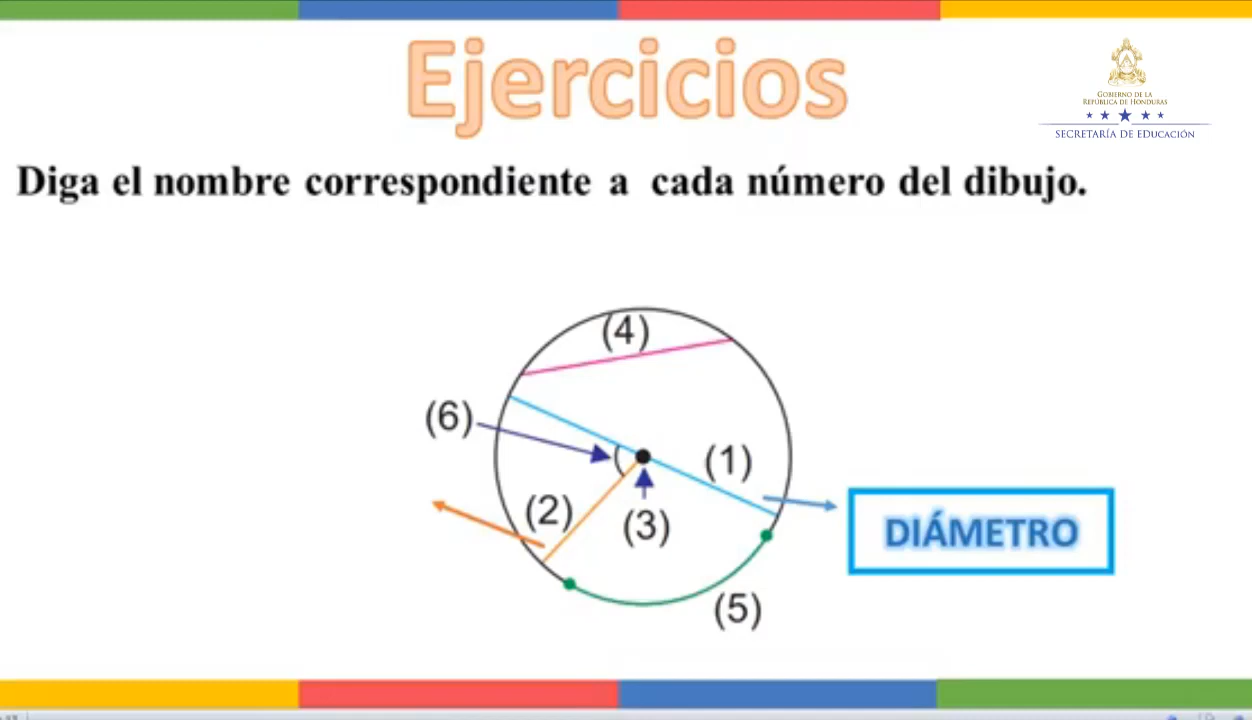 Ejercicios
GOBIERNO DE LA
REPÚBLICA DE HONDURAS
SECRETARÍA DE EDUCACIÓN
Diga el nombre correspondiente a cada número del dibujo.
(4)
(6)
(1)
(2)
(3)
DIÁMETRO
(5)